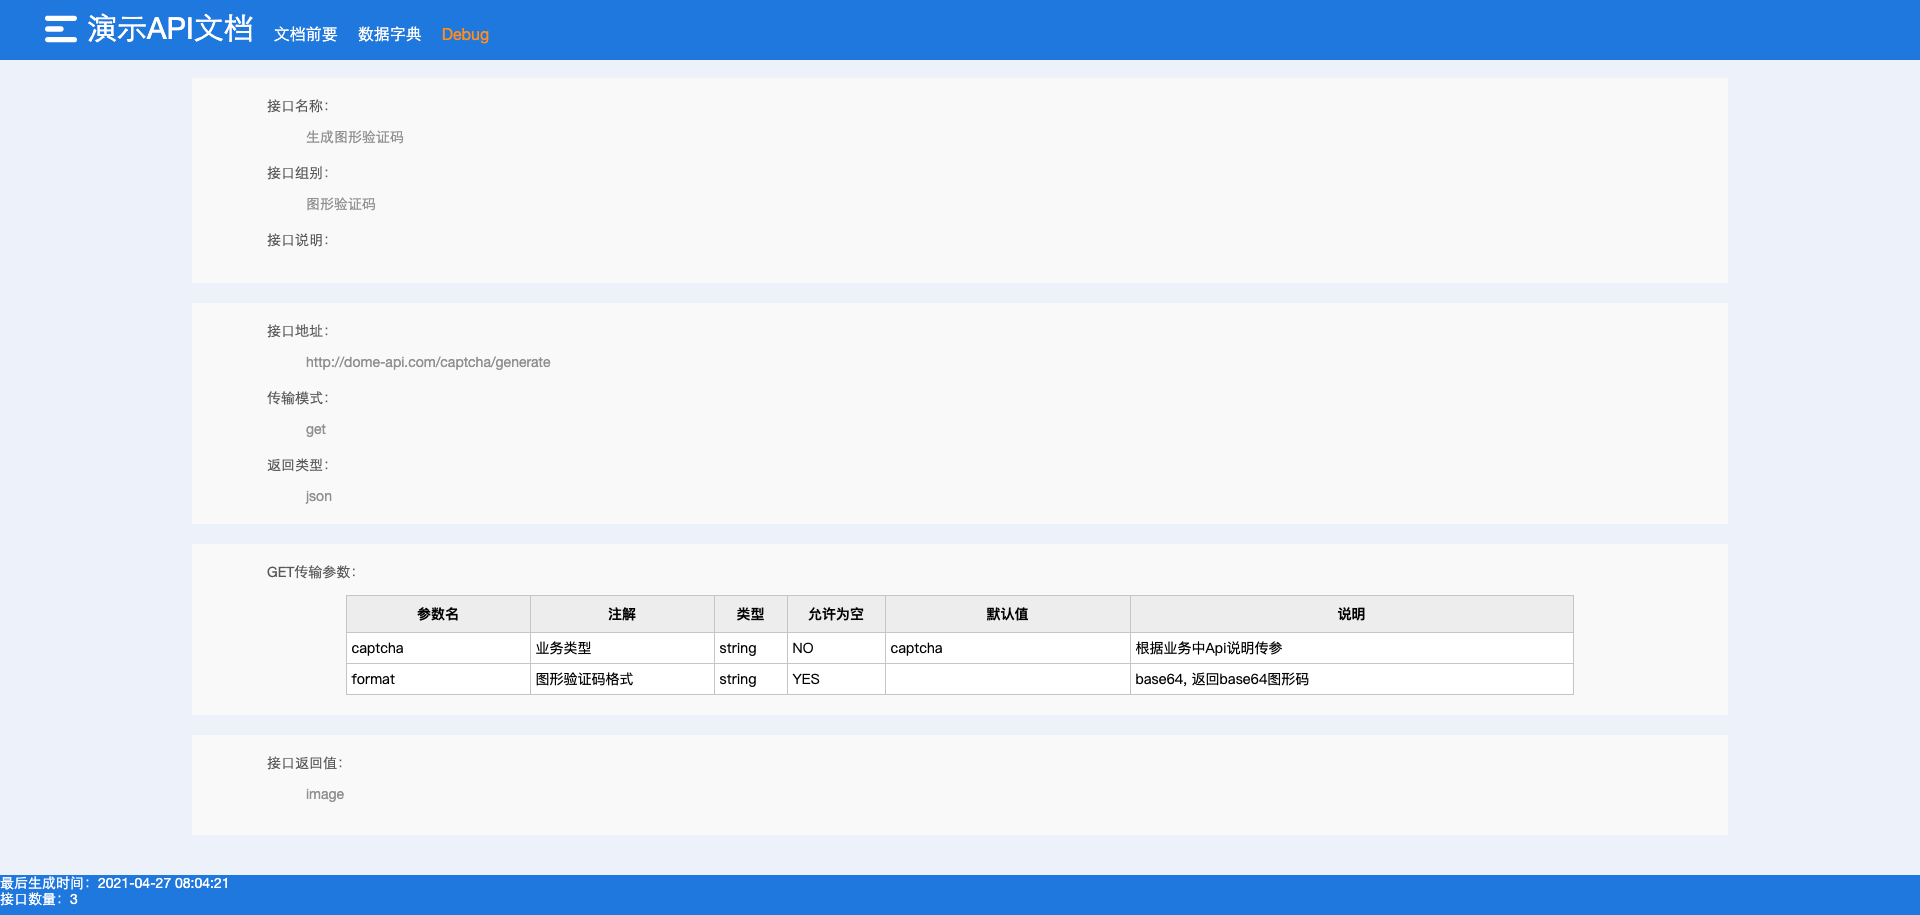 演示API文档 文档前要 数据字典 Debug
接口名称：
生成图形验证码
接口组别：
图形验证码
接口说明：
接口地址：
http://dome-api.com/captcha/generate
传输模式：
get
返回类型：
json
GET传输参数：
参数名 注解 类型 允许为空 默认值 说明
captcha 业务类型 string NO captcha 根据业务中Api说明传参
format 图形验证码格式 string YES base64, 返回base64图形码
接口返回值：
image
最后生成时间：2021-04-27 08:04:21
接口数量：3